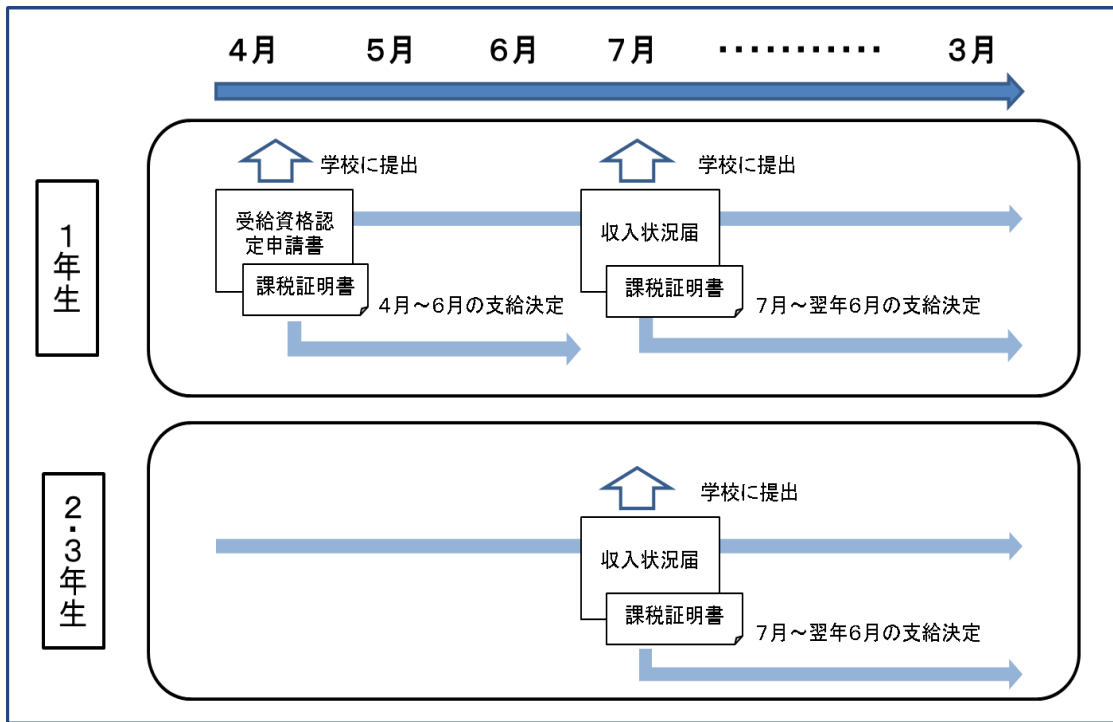 4月 5月 6月 7月 ………… 3月
1年生
学校に提出
受給資格認
定申請書
課税証明書
4月～6月の支給決定
学校に提出
収入状況届
課税証明書
7月～翌年6月の支給決定
2・3年生
学校に提出
収入状況届
課税証明書
7月～翌年6月の支給決定